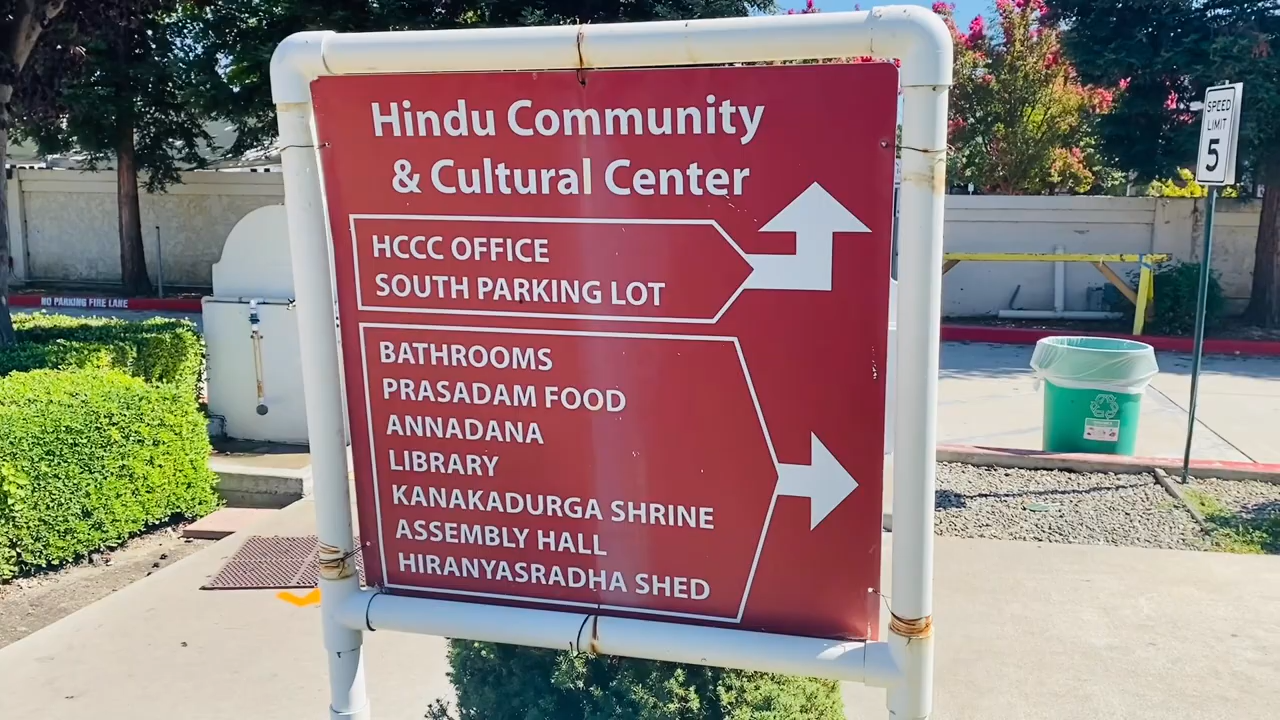 Hindu Community
& Cultural Center
HCCC OFFICE
SOUTH PARKING LOT
BATHROOMS
PRASADAM FOOD
ANNADANA
LIBRARY
KANAKADURGA SHRINE
ASSEMBLY HALL
HIRANYASRADHA SHED
SPEED
LIMIT
5
NO PARKING FIRE LANE